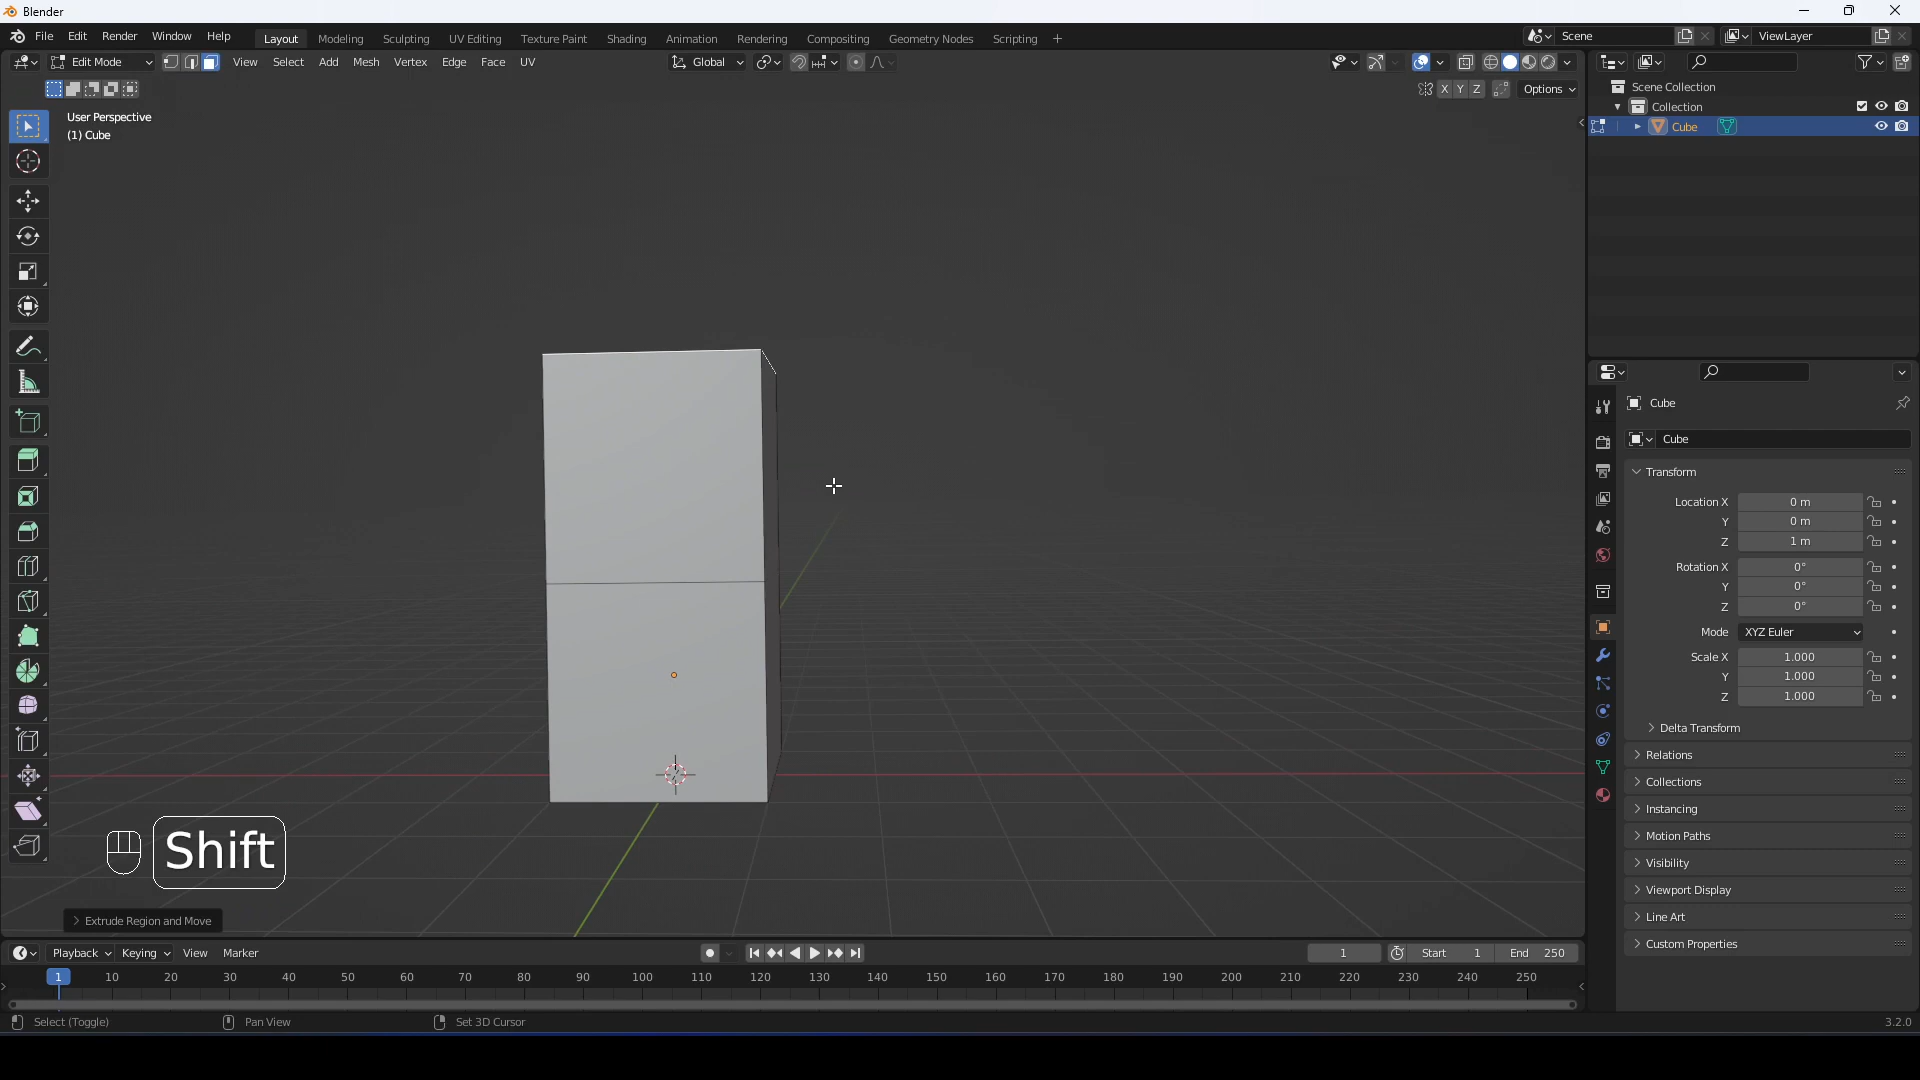 Blender
File Edit Render Window Help Layout Modeling Sculpting UV Editing Texture Paint Shading Animation Rendering Compositing Geometry Nodes Scripting + Scene ViewLayer
Edit Mode View Select Add Mesh Vertex Edge Face UV Global
X Y Z Options
User Perspective
(1) Cube
Scene Collection
Collection
Cube
Cube
Cube
Transform
Location X 0 m
Y 0 m
Z 1 m
Rotation X 0°
Y 0°
Z 0°
Mode XYZ Euler
Scale X 1.000
Y 1.000
Z 1.000
Delta Transform
Relations
Collections
Instancing
Motion Paths
Visibility
Viewport Display
Line Art
Custom Properties
Shift
Extrude Region and Move
Playback Keying View Marker 1 Start 1 End 250
1 10 20 30 40 50 60 70 80 90 100 110 120 130 140 150 160 170 180 190 200 210 220 230 240 250
Select (Toggle) Pan View Set 3D Cursor 3.2.0